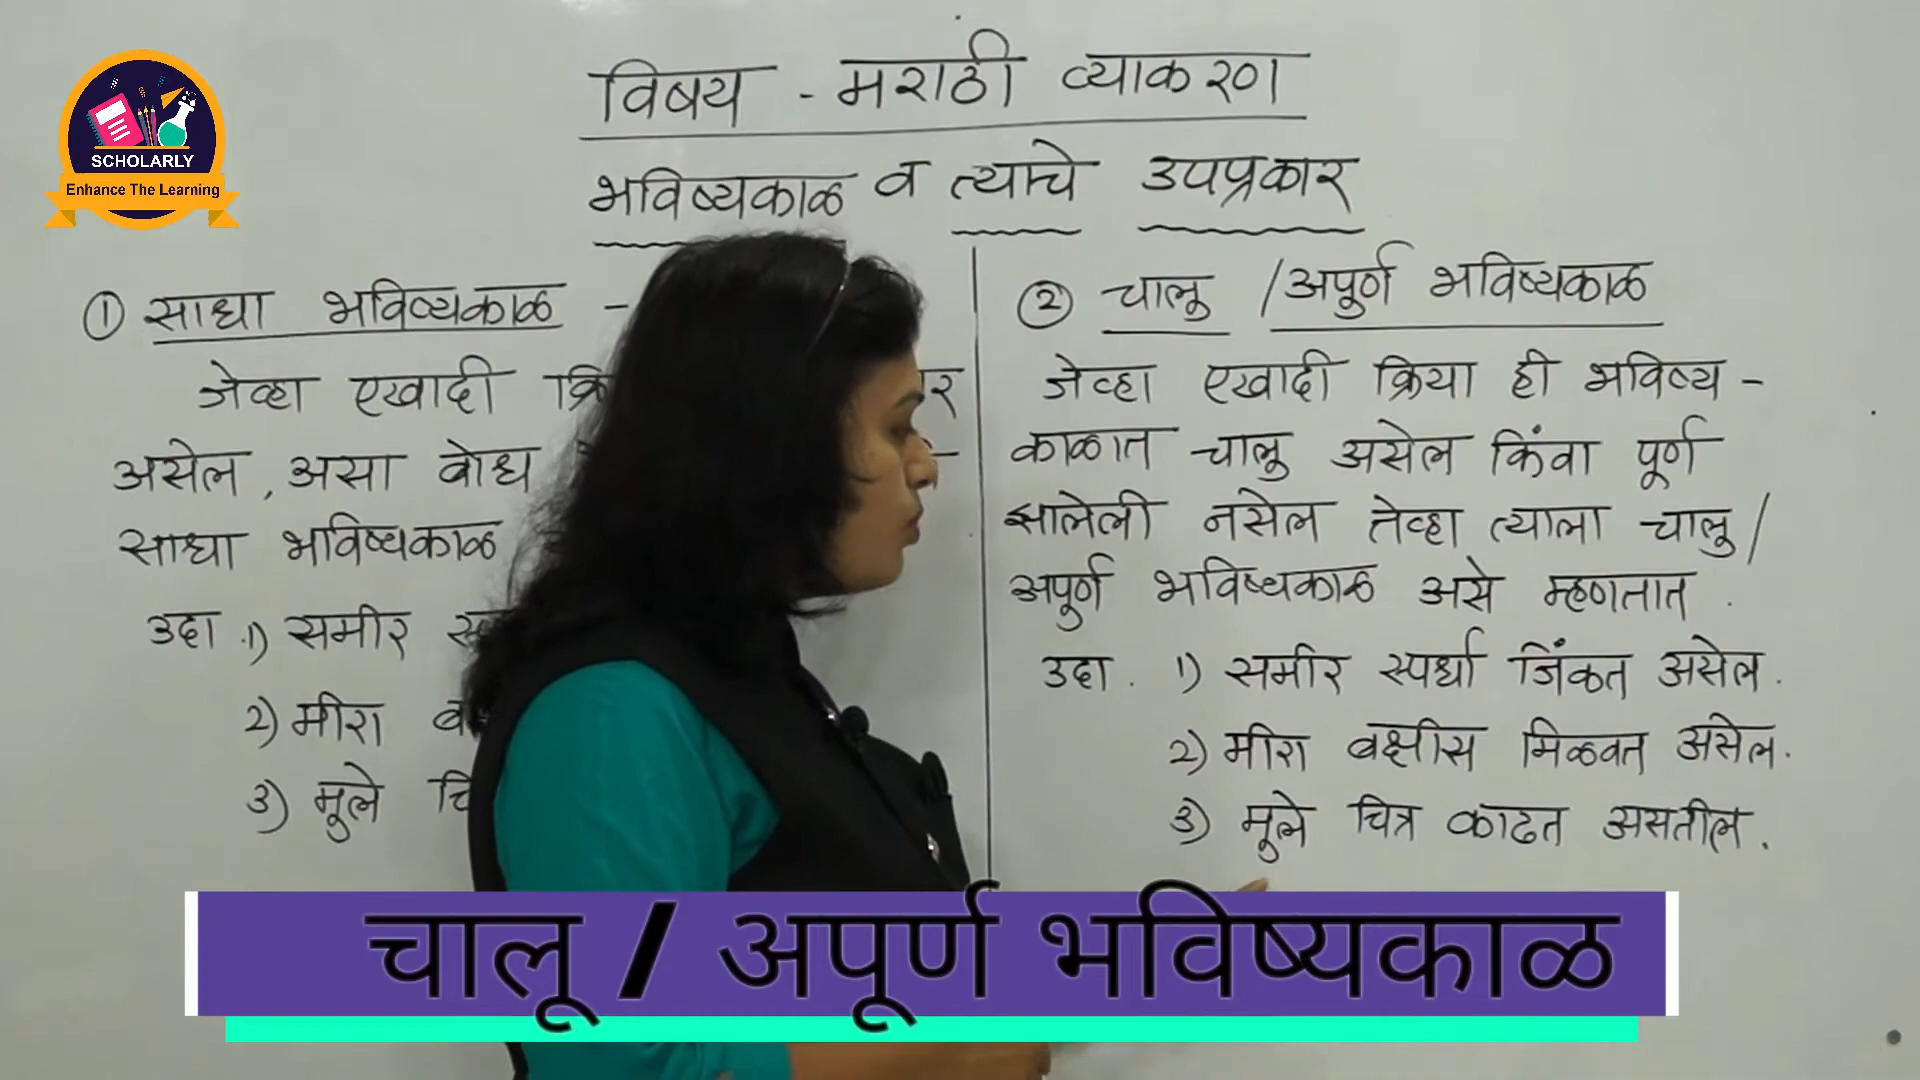 SCHOLARLY
Enhance The Learning
विषय - मराठी व्याकरण
भविष्यकाळ व त्याचे उपप्रकार
① साधा भविष्यकाळ -
जेव्हा एखादी
असेल, असा बोध
साधा भविष्यकाळ
उदा. 1) समीर
2) मीरा
3) मूले
② चालू / अपूर्ण भविष्यकाळ
जेव्हा एखादी क्रिया ही भविष्य -
काळात चालू असेल किंवा पूर्ण
झालेली नसेल तेव्हा त्याला चालू /
अपूर्ण भविष्यकाळ असे म्हणतात.
उदा. 1) समीर स्पर्धा जिंकत असेल.
2) मीरा बक्षीस मिळवत असेल.
3) मूले चित्र काढत असतील.
चालू / अपूर्ण भविष्यकाळ